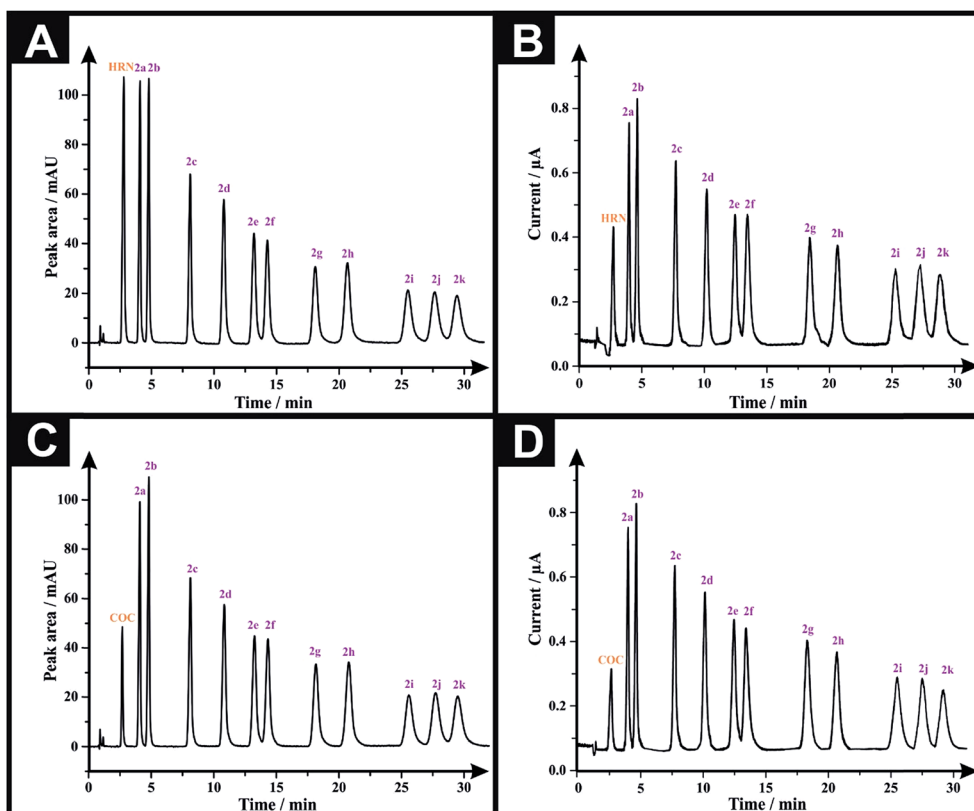 A
HRN 2a 2b
2c
2d
2e 2f
2g 2h
2i 2j 2k
100
80
60
40
20
0
Peak area / mAU
0 5 10 15 20 25 30
Time / min
B
2b
2a
2c
2d
2e 2f
HRN
2g 2h
2i 2j 2k
0.8
0.6
0.4
0.2
0.0
Current / µA
0 5 10 15 20 25 30
Time / min
C
2b
2a
2c
2d
COC
2e 2f
2g 2h
2i 2j 2k
100
80
60
40
20
0
Peak area / mAU
0 5 10 15 20 25 30
Time / min
D
2b
2a
2c
2d
2e 2f
2g
2h
COC
2i 2j 2k
0.8
0.6
0.4
0.2
0.0
Current / µA
0 5 10 15 20 25 30
Time / min